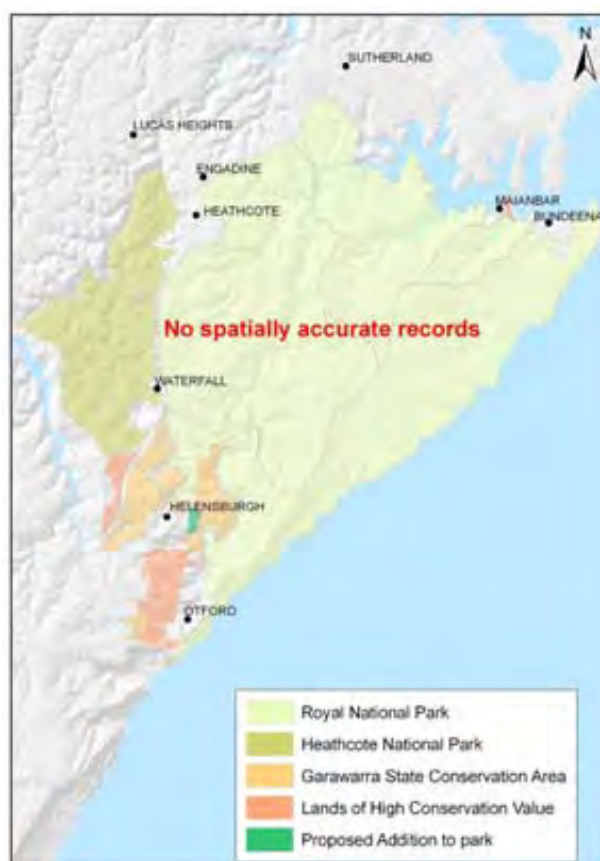 N
SUTHERLAND
LUCAS HEIGHTS
ENGADINE
HEATHCOTE
MAIANBAR
BUNDEENA
No spatially accurate records
WATERFALL
HELENSBURGH
OTFORD
Royal National Park
Heathcote National Park
Garawarra State Conservation Area
Lands of High Conservation Value
Proposed Addition to park